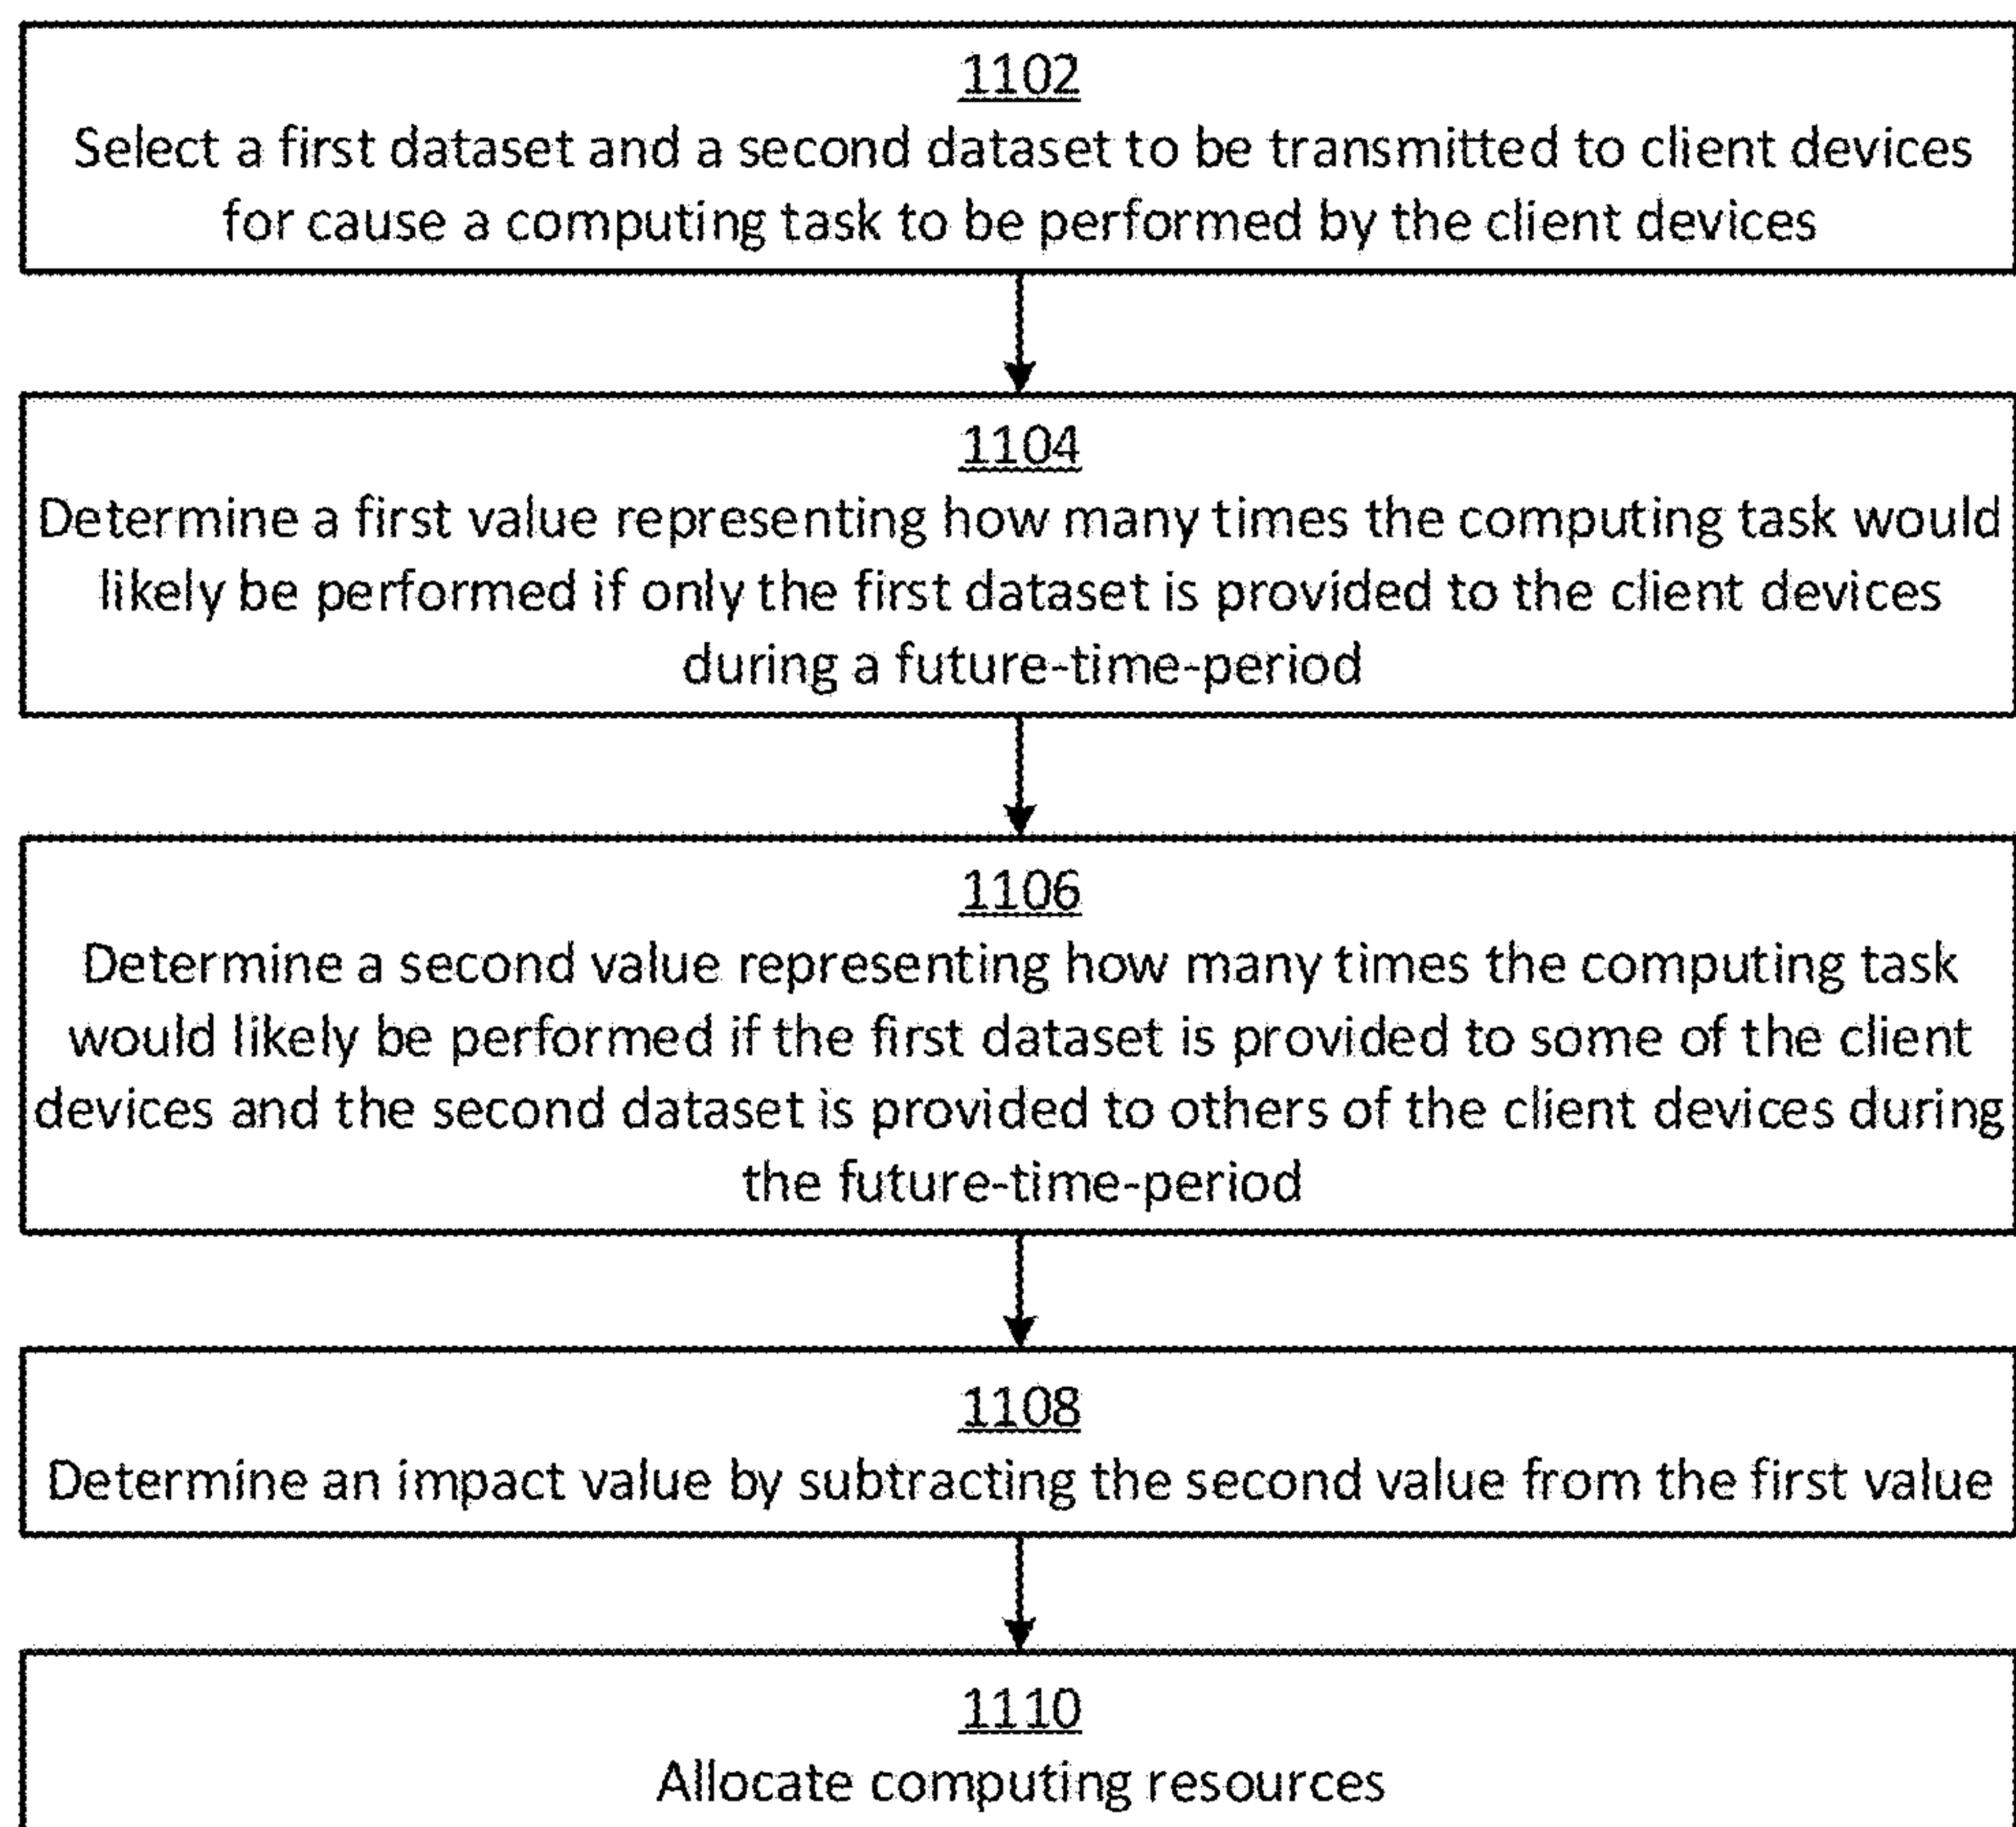 1102
Select a first dataset and a second dataset to be transmitted to client devices
for cause a computing task to be performed by the client devices
1104
Determine a first value representing how many times the computing task would
likely be performed if only the first dataset is provided to the client devices
during a future-time-period
1106
Determine a second value representing how many times the computing task
would likely be performed if the first dataset is provided to some of the client
devices and the second dataset is provided to others of the client devices during
the future-time-period
1108
Determine an impact value by subtracting the second value from the first value
1110
Allocate computing resources